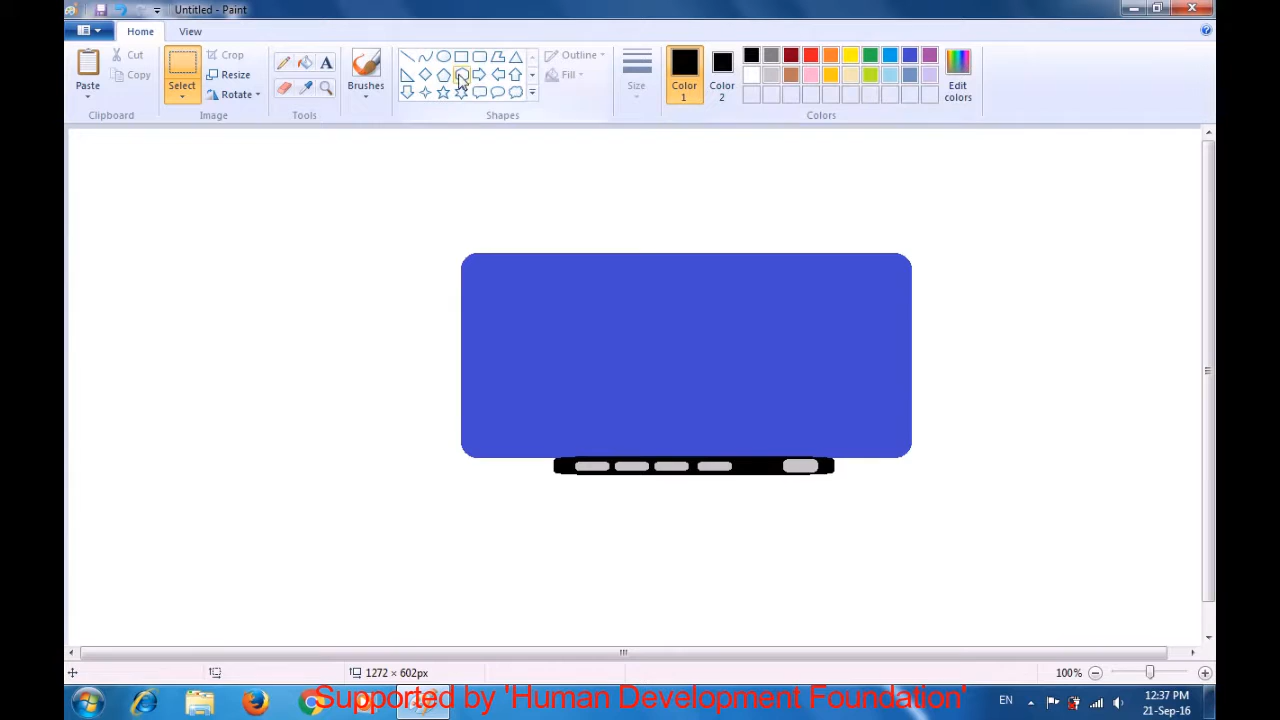 Untitled - Paint
Home
View
Paste
Cut
Copy
Clipboard
Select
Crop
Resize
Rotate
Image
Tools
Brushes
Shapes
Outline
Fill
Size
Color 1
Color 2
Edit colors
Colors
1272 × 602px
100%
EN
12:37 PM
21-Sep-16
Supported by 'Human Development Foundation'